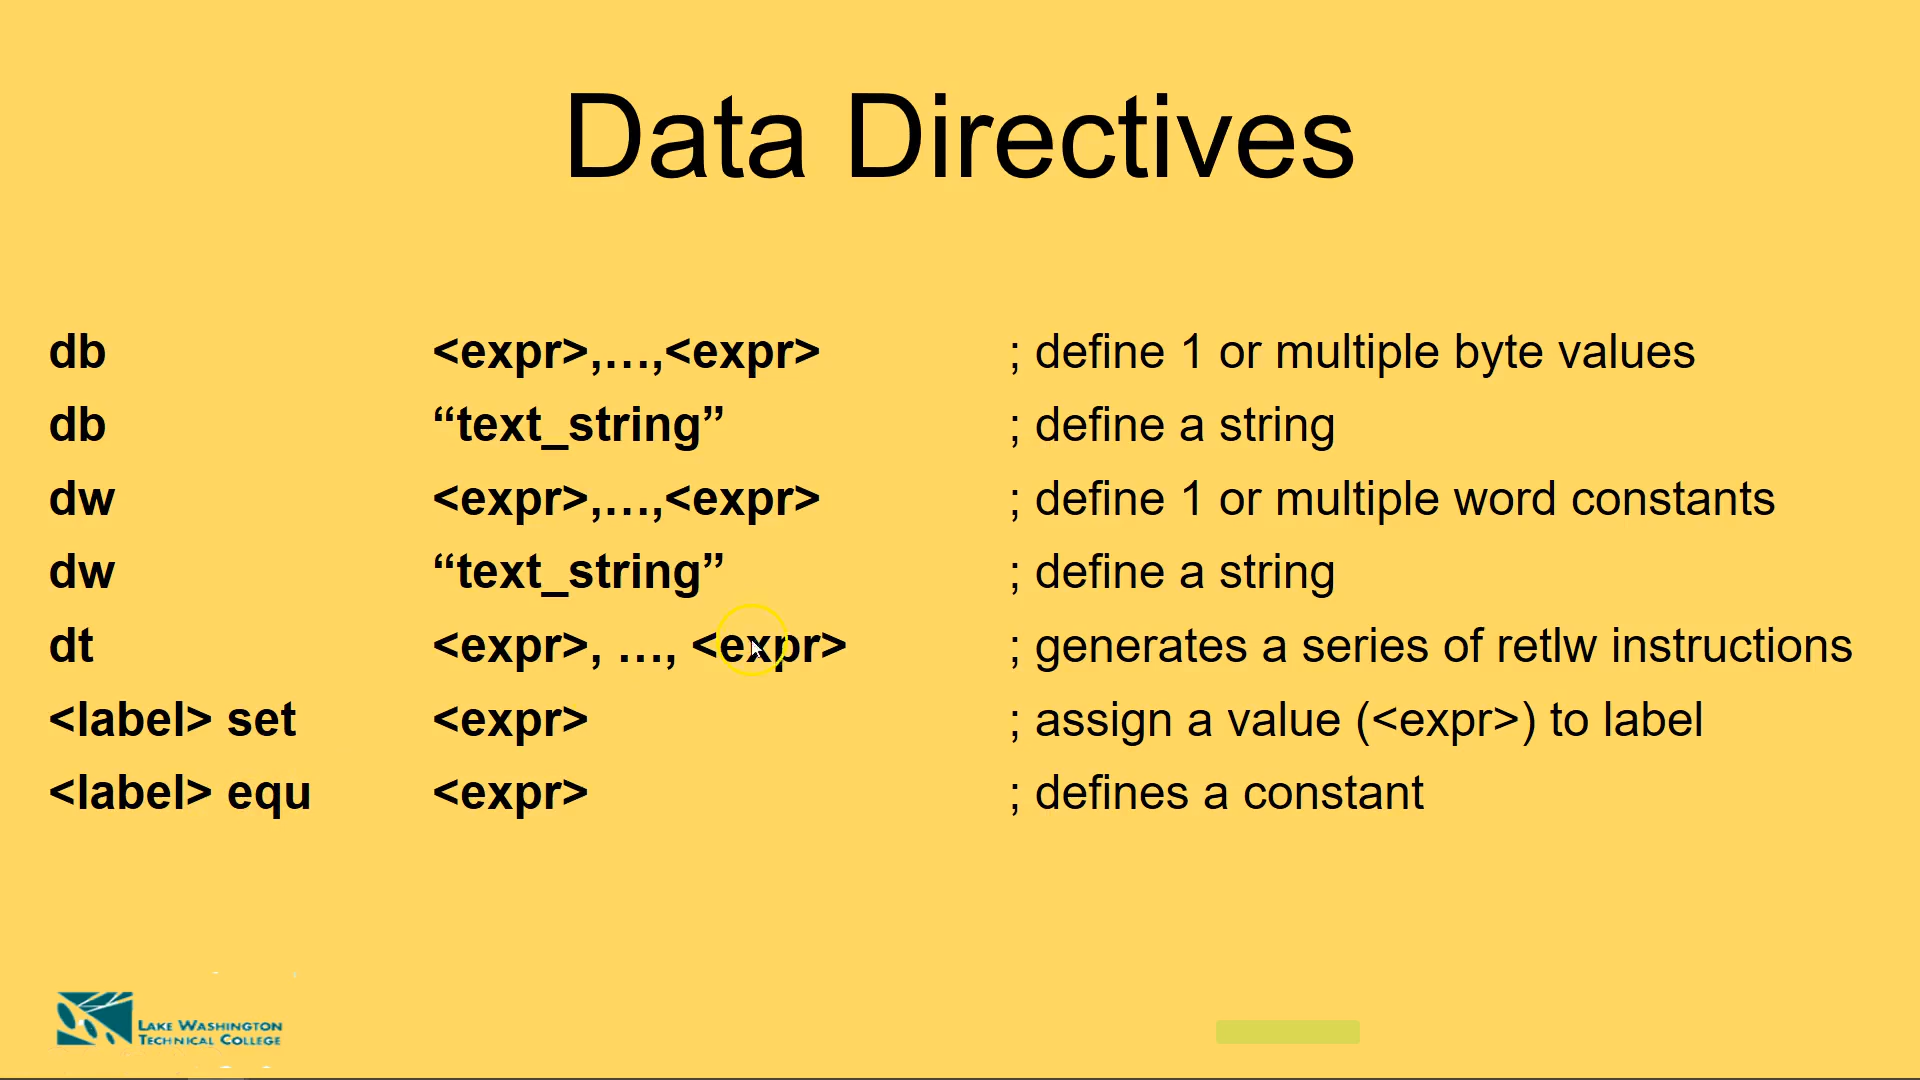 Data Directives
db <expr>,…,<expr> ; define 1 or multiple byte values
db “text_string” ; define a string
dw <expr>,…,<expr> ; define 1 or multiple word constants
dw “text_string” ; define a string
dt <expr>, …, <expr> ; generates a series of retlw instructions
<label> set <expr> ; assign a value (<expr>) to label
<label> equ <expr> ; defines a constant
LAKE WASHINGTON
TECHNICAL COLLEGE